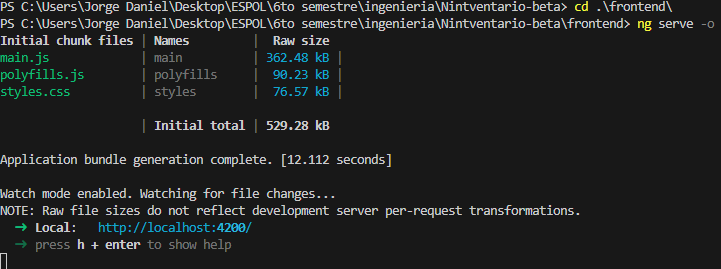 PS C:\Users\Jorge Daniel\Desktop\ESPOL\6to semestre\ingenieria\Nintventario-beta> cd .\frontend\
PS C:\Users\Jorge Daniel\Desktop\ESPOL\6to semestre\ingenieria\Nintventario-beta\frontend> ng serve -o
Initial chunk files | Names | Raw size
main.js | main | 362.48 kB |
polyfills.js | polyfills | 90.23 kB |
styles.css | styles | 76.57 kB |
| Initial total | 529.28 kB
Application bundle generation complete. [12.112 seconds]
Watch mode enabled. Watching for file changes...
NOTE: Raw file sizes do not reflect development server per-request transformations.
➜ Local: http://localhost:4200/
➜ press h + enter to show help